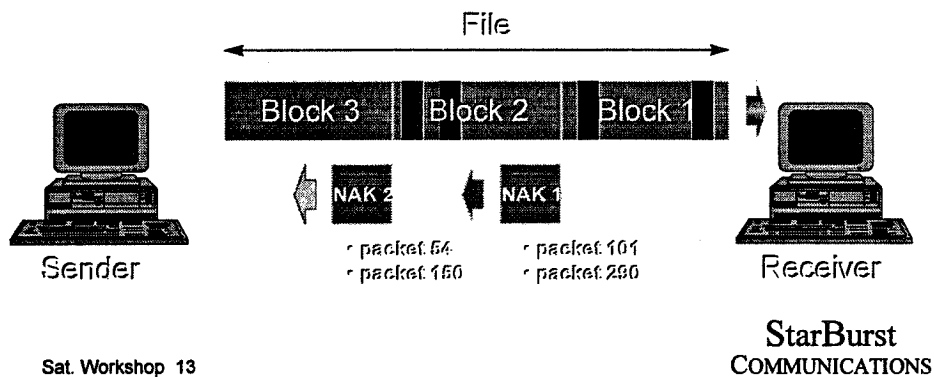 File
Block 3 Block 2 Block 1
NAK 2 NAK 1
• packet 54
• packet 150
• packet 101
• packet 290
Sender
Receiver
Sat. Workshop 13
StarBurst
COMMUNICATIONS